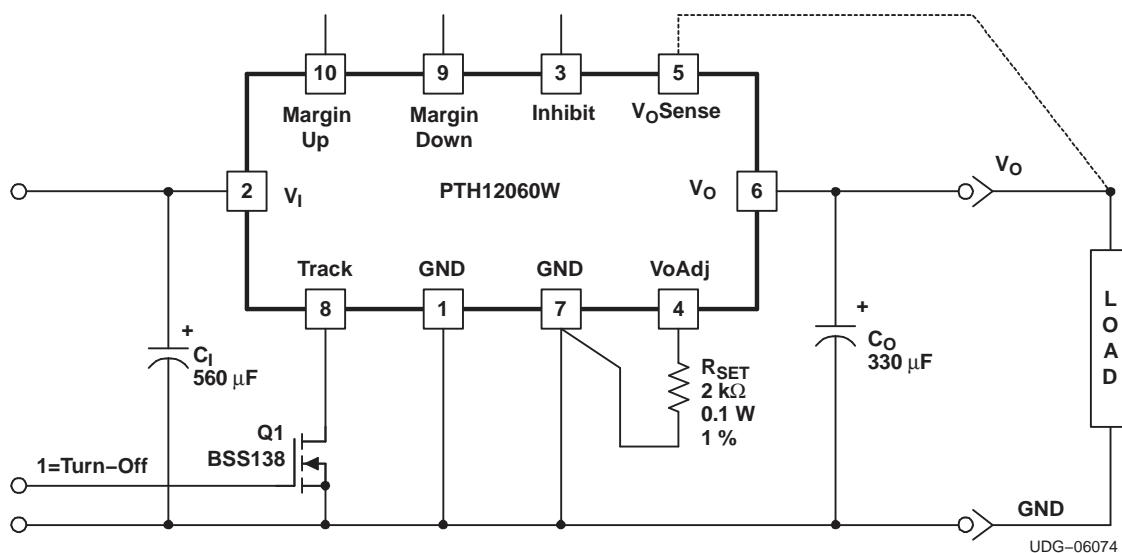 10
9
3
5
Margin
Up
Margin
Down
Inhibit
VOSense
VO
2
VI
PTH12060W
VO
6
Track
GND
GND
VoAdj
8
1
7
4
+
CI
560 μF
RSET
2 kΩ
0.1 W
1 %
+
CO
330 μF
LOAD
Q1
BSS138
1=Turn−Off
GND
UDG−06074